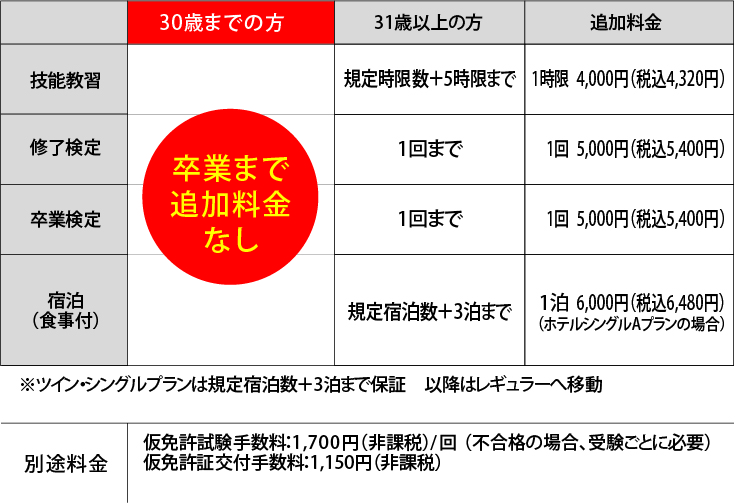 30歳までの方 31歳以上の方 追加料金
技能教習 規定時限数+5時限まで 1時限 4,000円(税込4,320円)
修了検定 1回まで 1回 5,000円(税込5,400円)
卒業まで
追加料金
なし
卒業検定 1回まで 1回 5,000円(税込5,400円)
宿泊
(食事付)
規定宿泊数+3泊まで
1泊 6,000円(税込6,480円)
(ホテルシングルAプランの場合)
※ツイン・シングルプランは規定宿泊数+3泊まで保証 以降はレギュラーへ移動
別途料金
仮免許試験手数料:1,700円(非課税)/回 (不合格の場合、受験ごとに必要)
仮免許証交付手数料:1,150円(非課税)